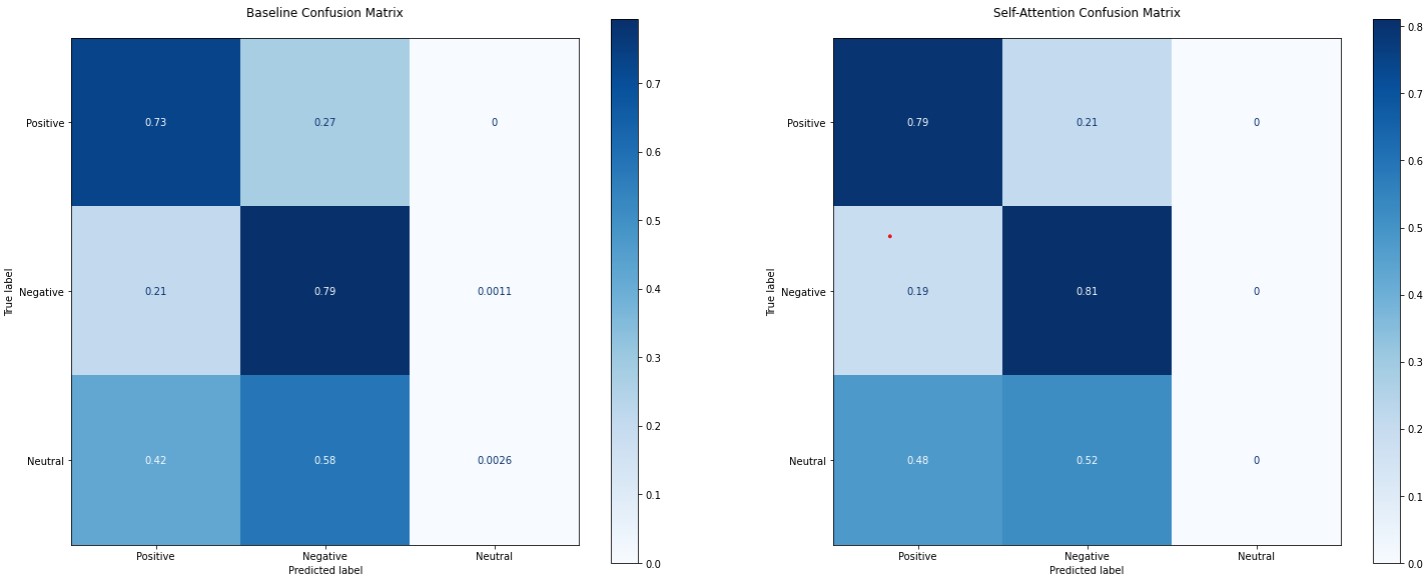 Baseline Confusion Matrix
Positive 0.73 0.27 0
Negative 0.21 0.79 0.0011
Neutral 0.42 0.58 0.0026
True label
Positive Negative Neutral
Predicted label
0.7
0.6
0.5
0.4
0.3
0.2
0.1
0.0
Self-Attention Confusion Matrix
Positive 0.79 0.21 0
Negative 0.19 0.81 0
Neutral 0.48 0.52 0
True label
Positive Negative Neutral
Predicted label
0.8
0.7
0.6
0.5
0.4
0.3
0.2
0.1
0.0